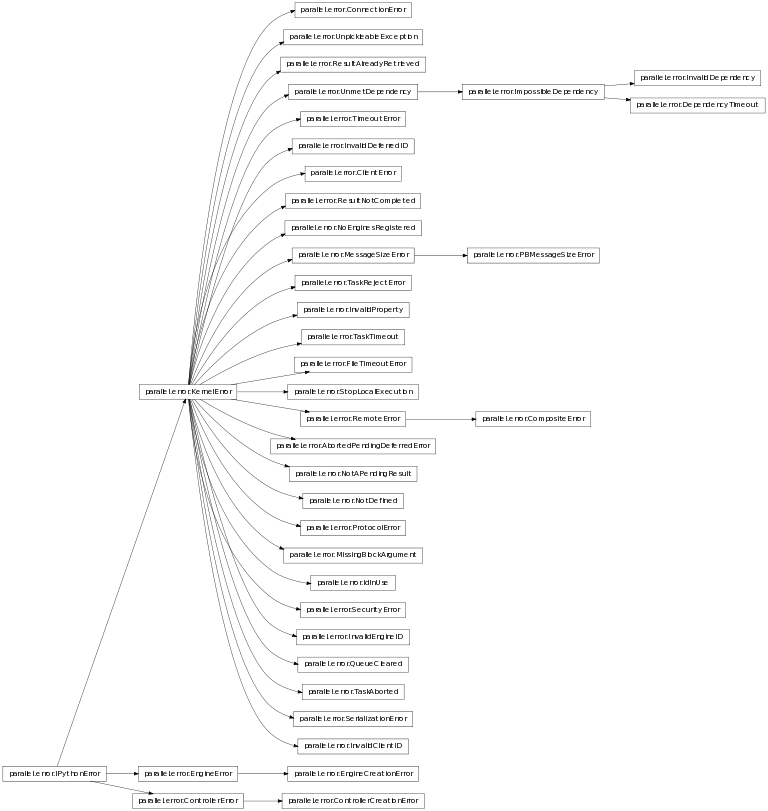 parallel.error.ConnectionError
parallel.error.UnpickleableException
parallel.error.ResultAlreadyRetrieved
parallel.error.InvalidDependency
parallel.error.UnmetDependency
parallel.error.ImpossibleDependency
parallel.error.DependencyTimeout
parallel.error.TimeoutError
parallel.error.InvalidDeferredID
parallel.error.ClientError
parallel.error.ResultNotCompleted
parallel.error.NoEnginesRegistered
parallel.error.MessageSizeError
parallel.error.PBMessageSizeError
parallel.error.TaskRejectError
parallel.error.InvalidProperty
parallel.error.TaskTimeout
parallel.error.FileTimeoutError
parallel.error.KernelError
parallel.error.StopLocalExecution
parallel.error.RemoteError
parallel.error.CompositeError
parallel.error.AbortedPendingDeferredError
parallel.error.NotAPendingResult
parallel.error.NotDefined
parallel.error.ProtocolError
parallel.error.MissingBlockArgument
parallel.error.IdInUse
parallel.error.SecurityError
parallel.error.InvalidEngineID
parallel.error.QueueCleared
parallel.error.TaskAborted
parallel.error.SerializationError
parallel.error.InvalidClientID
parallel.error.IPythonError
parallel.error.EngineError
parallel.error.EngineCreationError
parallel.error.ControllerError
parallel.error.ControllerCreationError